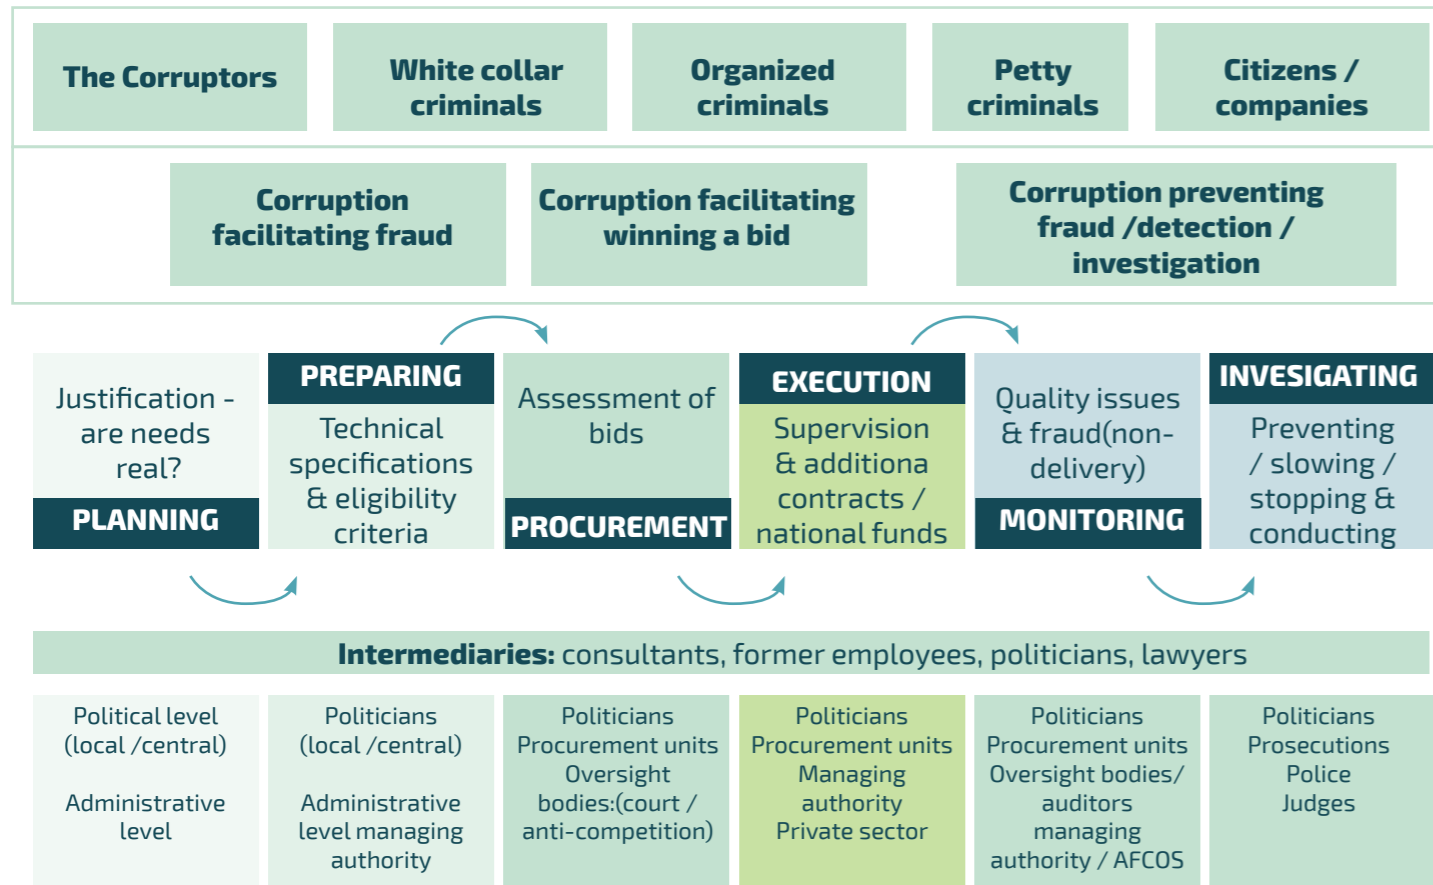 The Corruptors
White collar
criminals
Organized
criminals
Petty
criminals
Citizens /
companies
Corruption
facilitating fraud
Corruption facilitating
winning a bid
Corruption preventing
fraud /detection /
investigation
Justification -
are needs
real?
PLANNING
PREPARING
Technical
specifications
& eligibility
criteria
Assessment of
bids
PROCUREMENT
EXECUTION
Supervision
& additiona
contracts /
national funds
Quality issues
& fraud(non-
delivery)
MONITORING
INVESIGATING
Preventing
/ slowing /
stopping &
conducting
Intermediaries: consultants, former employees, politicians, lawyers
Political level
(local /central)
Administrative
level
Politicians
(local /central)
Administrative
level managing
authority
Politicians
Procurement units
Oversight
bodies:(court /
anti-competition)
Politicians
Procurement units
Managing
authority
Private sector
Politicians
Procurement units
Oversight bodies/
auditors
managing
authority / AFCOS
Politicians
Prosecutions
Police
Judges